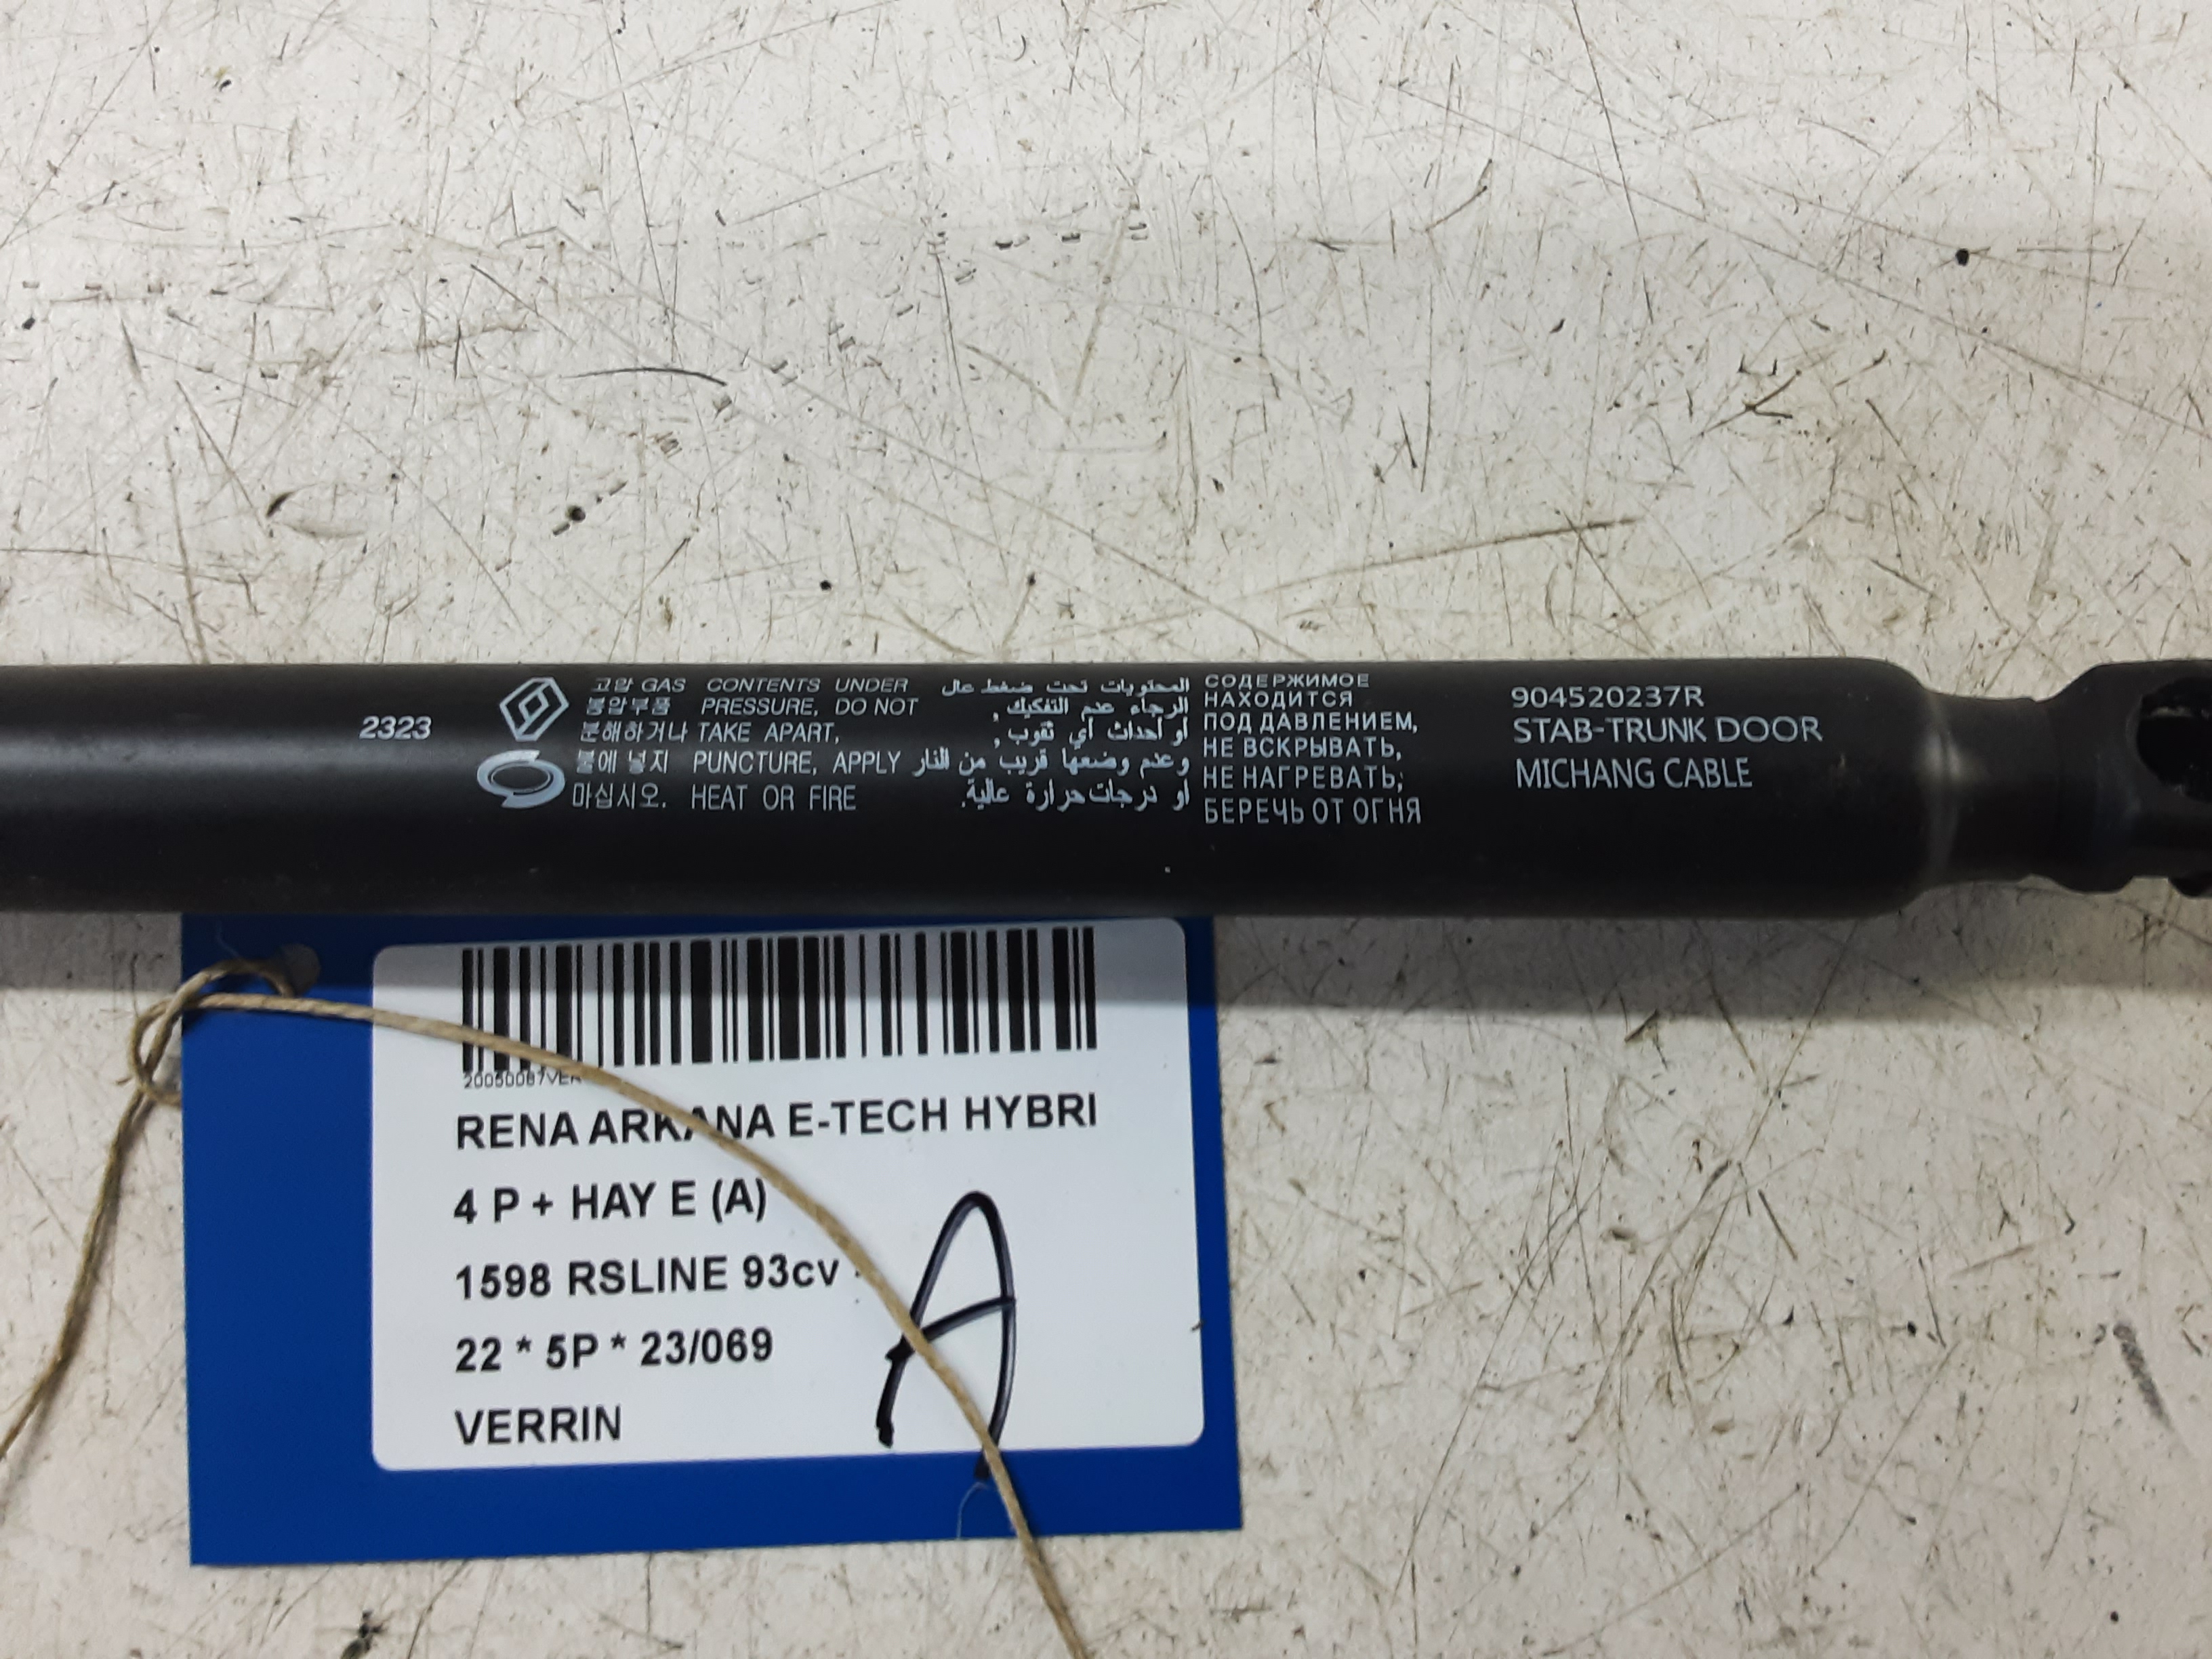 2323
고압 GAS
봉압부품
분해하거나
불에 넣지
마십시오.
CONTENTS UNDER
PRESSURE, DO NOT
TAKE APART,
PUNCTURE, APPLY
HEAT OR FIRE
المحتويات تحت ضغط عال
الرجاء عدم التفكيك,
أو أحداث أي ثقوب,
وعدم وضعها قريب من النار
أو درجات حرارة عالية.
СОДЕРЖИМОЕ
НАХОДИТСЯ
ПОД ДАВЛЕНИЕМ,
НЕ ВСКРЫВАТЬ,
НЕ НАГРЕВАТЬ;
БЕРЕЧЬ ОТ ОГНЯ
904520237R
STAB-TRUNK DOOR
MICHANG CABLE
20050087VER
RENA ARKANA E-TECH HYBRI
4 P + HAY E (A)
1598 RSLINE 93cv
22 * 5P * 23/069
VERRIN
A